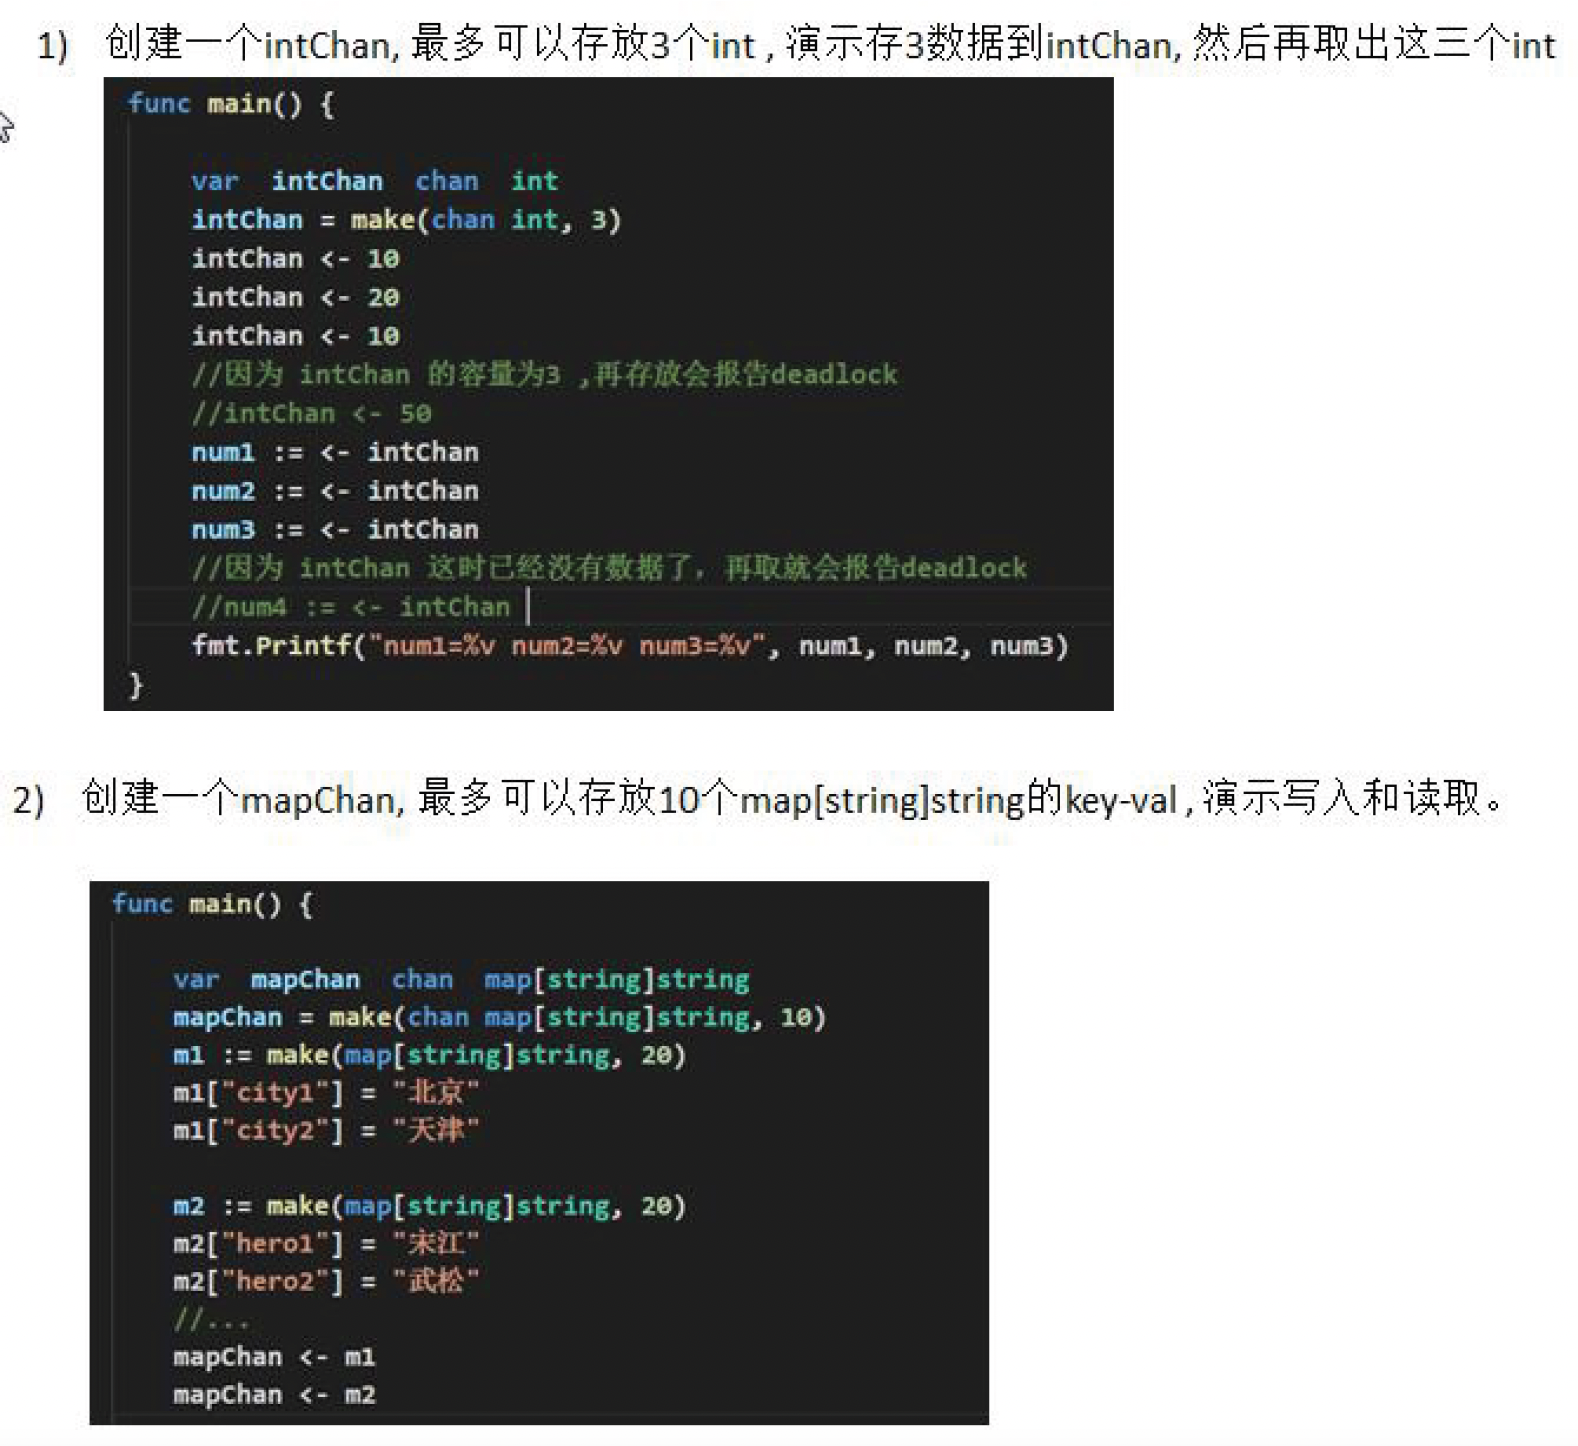 1) 创建一个intChan, 最多可以存放3个int , 演示存3数据到intChan, 然后再取出这三个int
func main() {
var intChan chan int
intChan = make(chan int, 3)
intChan <- 10
intChan <- 20
intChan <- 10
//因为 intChan 的容量为3 ,再存放会报告deadlock
//intChan <- 50
num1 := <- intChan
num2 := <- intChan
num3 := <- intChan
//因为 intChan 这时已经没有数据了，再取就会报告deadlock
//num4 := <- intChan
fmt.Printf("num1=%v num2=%v num3=%v", num1, num2, num3)
}
2) 创建一个mapChan, 最多可以存放10个map[string]string的key-val , 演示写入和读取。
func main() {
var mapChan chan map[string]string
mapChan = make(chan map[string]string, 10)
m1 := make(map[string]string, 20)
m1["city1"] = "北京"
m1["city2"] = "天津"
m2 := make(map[string]string, 20)
m2["hero1"] = "宋江"
m2["hero2"] = "武松"
//...
mapChan <- m1
mapChan <- m2